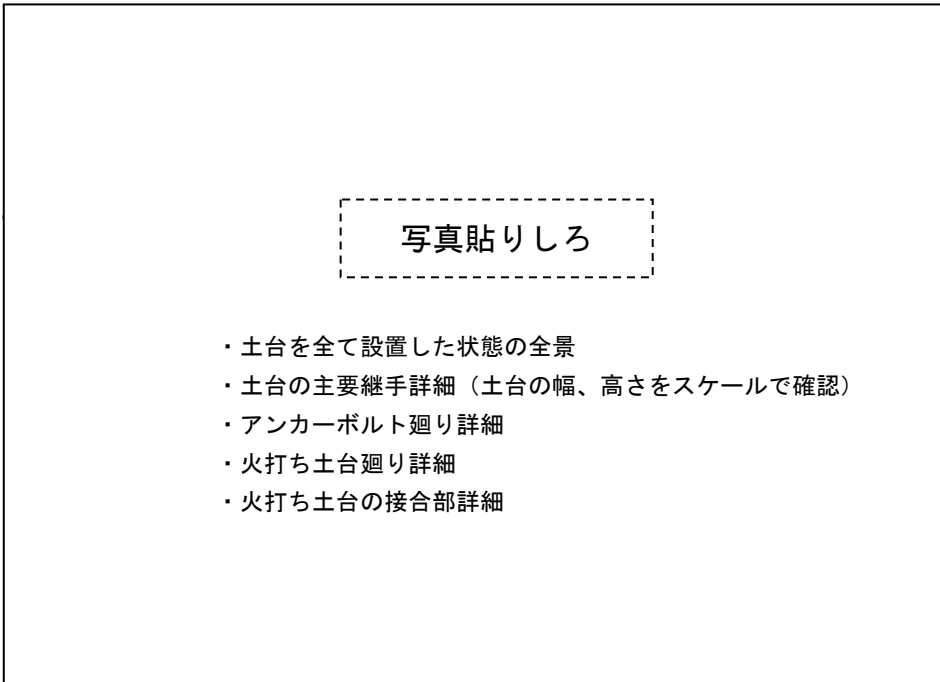 写真貼りしろ
・土台を全て設置した状態の全景
・土台の主要継手詳細（土台の幅、高さをスケールで確認）
・アンカーボルト廻り詳細
・火打ち土台廻り詳細
・火打ち土台の接合部詳細